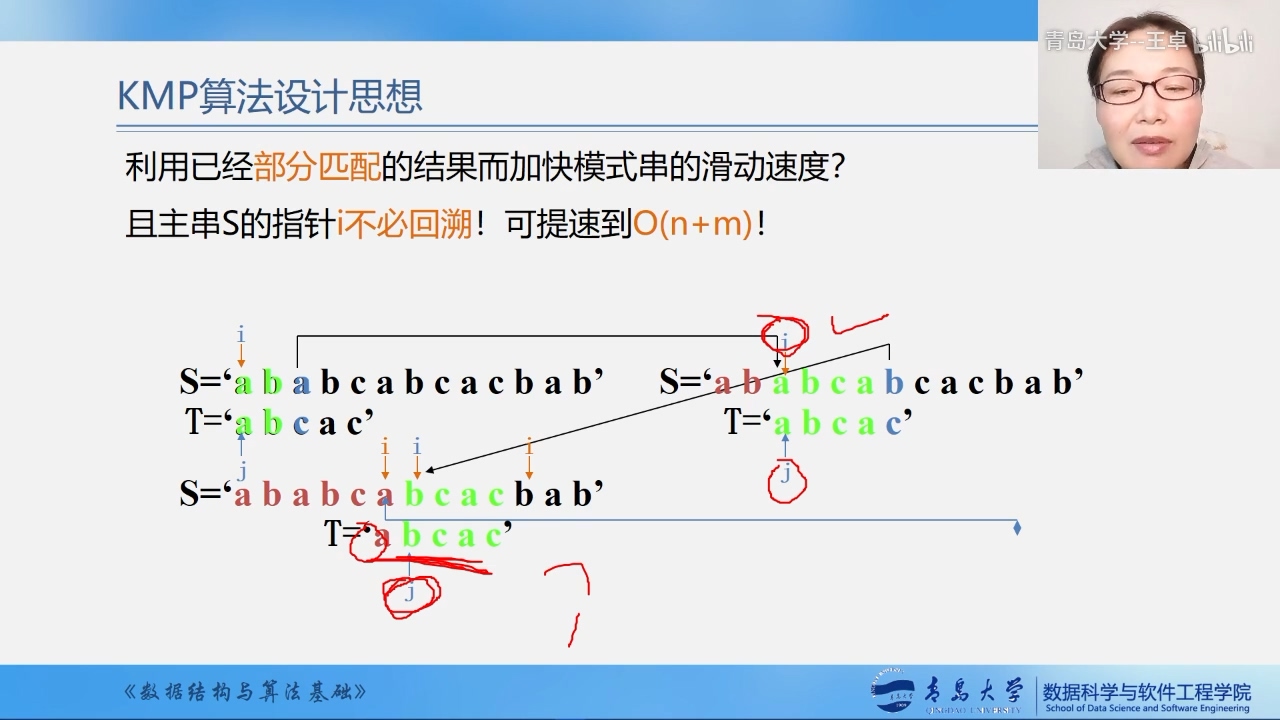 青岛大学--王卓 bilibili
KMP算法设计思想
利用已经部分匹配的结果而加快模式串的滑动速度？
且主串S的指针i不必回溯！可提速到O(n+m)！
i
S=‘a b a b c a b c a c b a b’
T=‘a b c a c’
j
i
S=‘a b a b c a b c a c b a b’
T=‘a b c a c’
j
i i i
S=‘a b a b c a b c a c b a b’
T=‘a b c a c’
j
?
《数据结构与算法基础》
青岛大学
QINGDAO UNIVERSITY
数据科学与软件工程学院
School of Data Science and Software Engineering